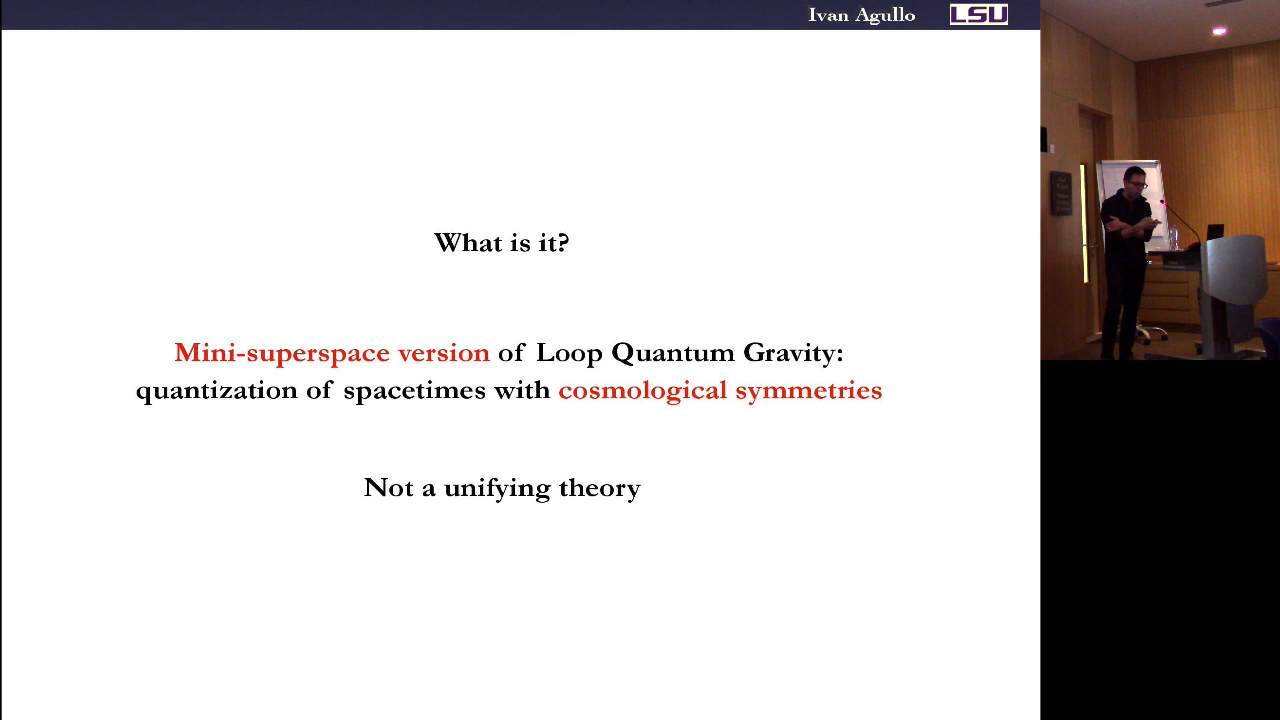 Ivan Agullo LSU
What is it?
Mini-superspace version of Loop Quantum Gravity:
quantization of spacetimes with cosmological symmetries
Not a unifying theory